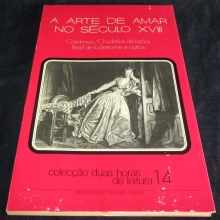 A ARTE DE AMAR
NO SÉCULO XVIII
Casanova/Choderlos de Laclos
Restif de la Bretonne e outros
colecção duas horas
de leitura 14